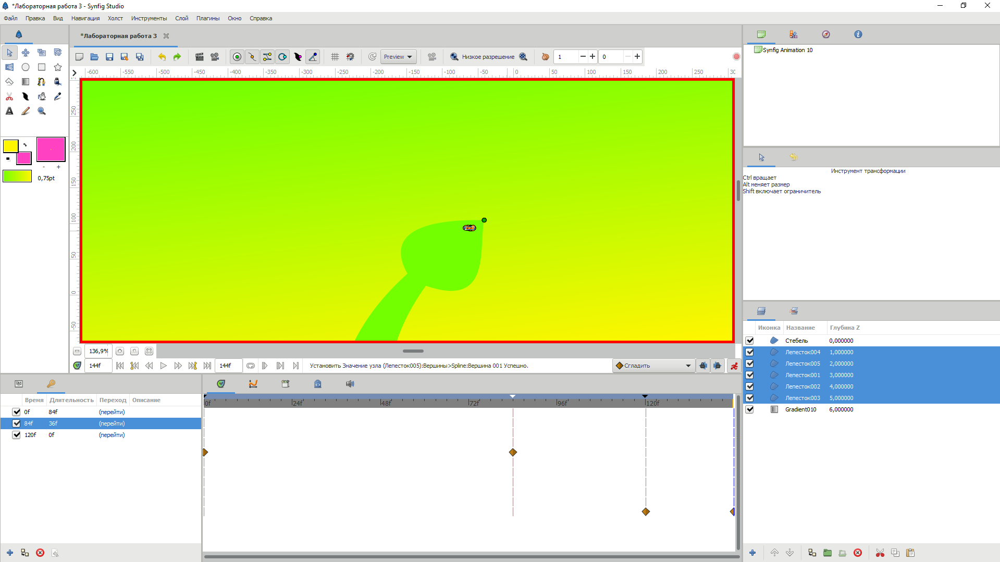 *Лабораторная работа 3 - Synfig Studio
Файл Правка Вид Навигация Холст Инструменты Слой Плагины Окно Справка
*Лабораторная работа 3
Preview Низкое разрешение 1 0
-600 -550 -500 -450 -400 -350 -300 -250 -200 -150 -100 -50 0 50 100 150 200 250 30
250
200
150
100
50
0
-50
- +
0,75pt
Synfig Animation 10
Инструмент трансформации
Ctrl вращает
Alt меняет размер
Shift включает ограничитель
136,9%
144f 144f Установить Значение узла (Лепесток005):Вершины>Spline:Вершина 001 Успешно. Сгладить
Время Длительность Переход Описание
0f 84f (перейти)
84f 36f (перейти)
120f 0f (перейти)
0f 24f 48f 72f 96f 120f
Иконка Название Глубина Z
Стебель 0,000000
Лепесток004 1,000000
Лепесток005 2,000000
Лепесток001 3,000000
Лепесток002 4,000000
Лепесток003 5,000000
Gradient010 6,000000